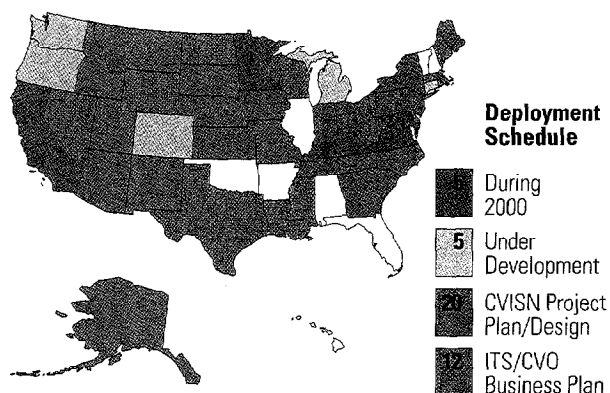 Deployment
Schedule
During
2000
5 Under
Development
20 CVISN Project
Plan/Design
12 ITS/CVO
Business Plan